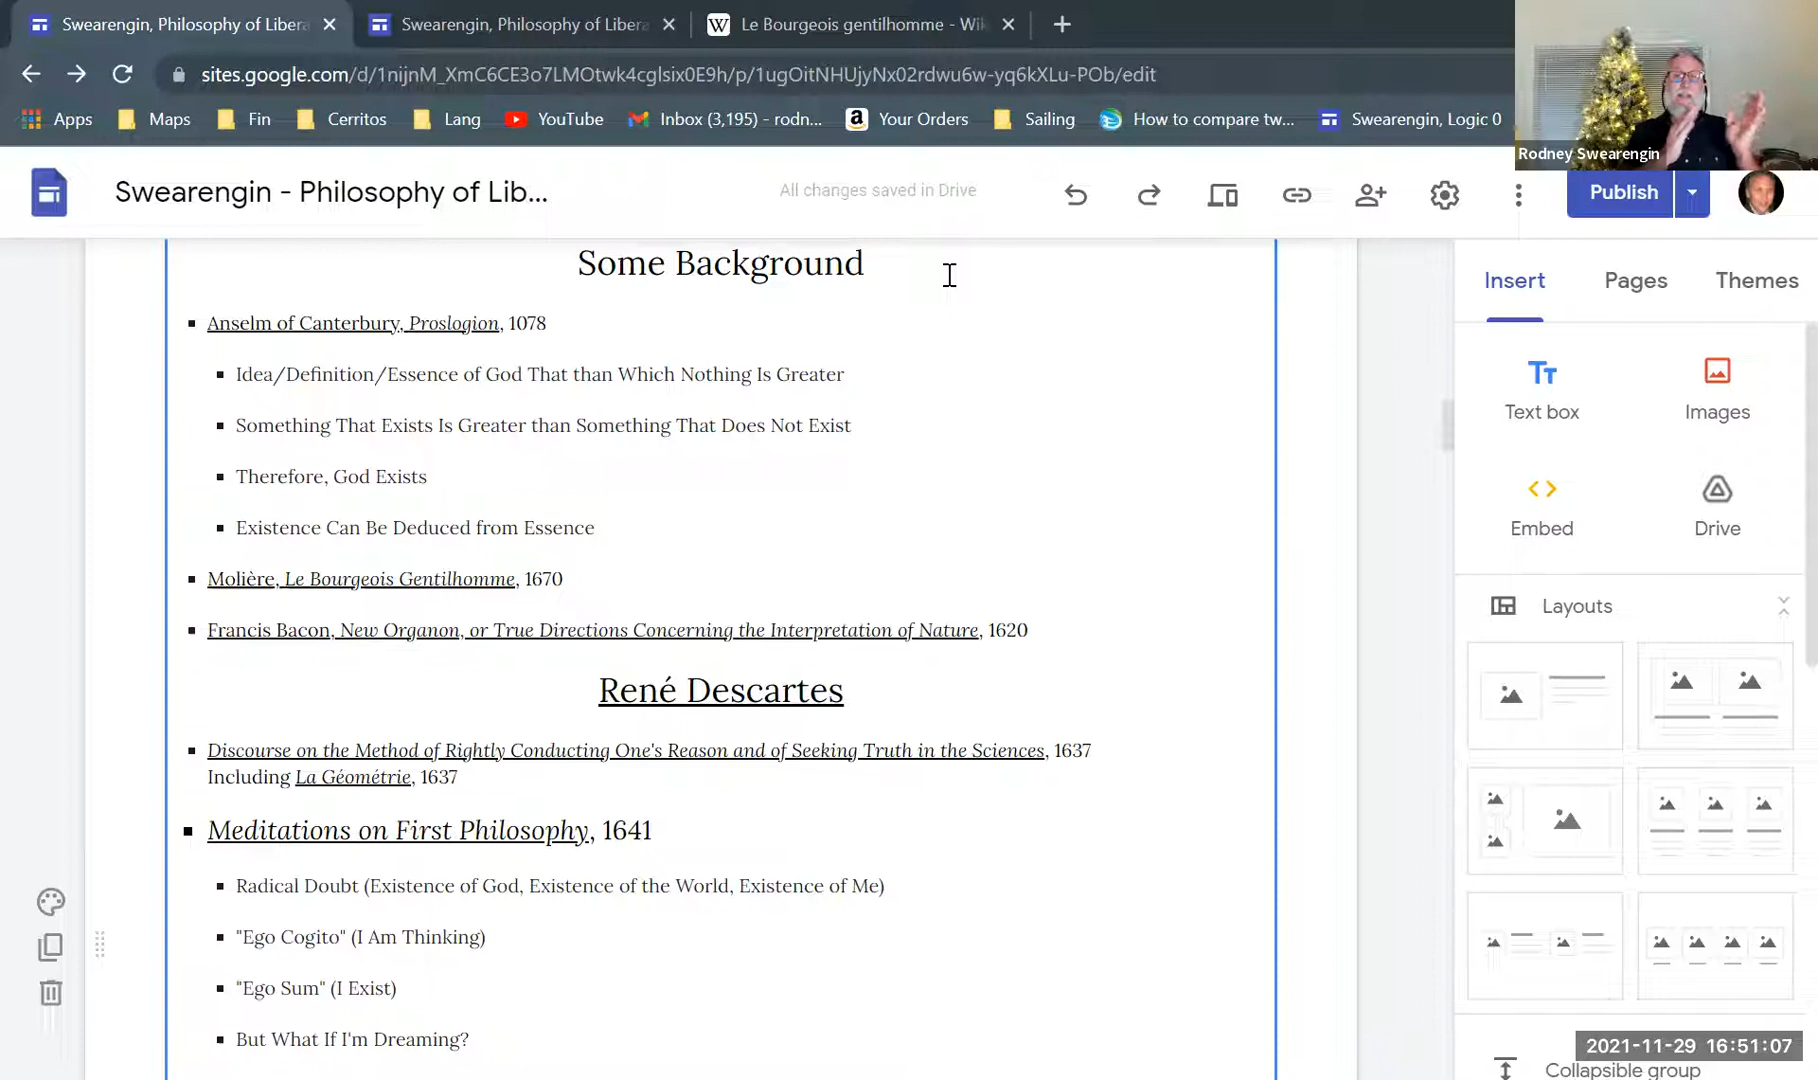 Swearengin, Philosophy of Libera
Swearengin, Philosophy of Libera
W Le Bourgeois gentilhomme - Wi
sites.google.com/d/1nijnM_XmC6CE3o7LMOtwk4cglsix0E9h/p/1ugOitNHUjyNx02rdwu6w-yq6kXLu-POb/edit
Apps
Maps
Fin
Cerritos
Lang
YouTube
Inbox (3,195) - rodn...
a Your Orders
Sailing
How to compare tw...
Swearengin, Logic 0
Rodney Swearengin
Swearengin - Philosophy of Lib...
All changes saved in Drive
Publish
Some Background
Anselm of Canterbury, Proslogion, 1078
Idea/Definition/Essence of God That than Which Nothing Is Greater
Something That Exists Is Greater than Something That Does Not Exist
Therefore, God Exists
Existence Can Be Deduced from Essence
Molière, Le Bourgeois Gentilhomme, 1670
Francis Bacon, New Organon, or True Directions Concerning the Interpretation of Nature, 1620
René Descartes
Discourse on the Method of Rightly Conducting One's Reason and of Seeking Truth in the Sciences, 1637
Including La Géométrie, 1637
Meditations on First Philosophy, 1641
Radical Doubt (Existence of God, Existence of the World, Existence of Me)
"Ego Cogito" (I Am Thinking)
"Ego Sum" (I Exist)
But What If I'm Dreaming?
Insert
Pages
Themes
Tт
Text box
Images
Embed
Drive
Layouts
Collapsible group
2021-11-29 16:51:07